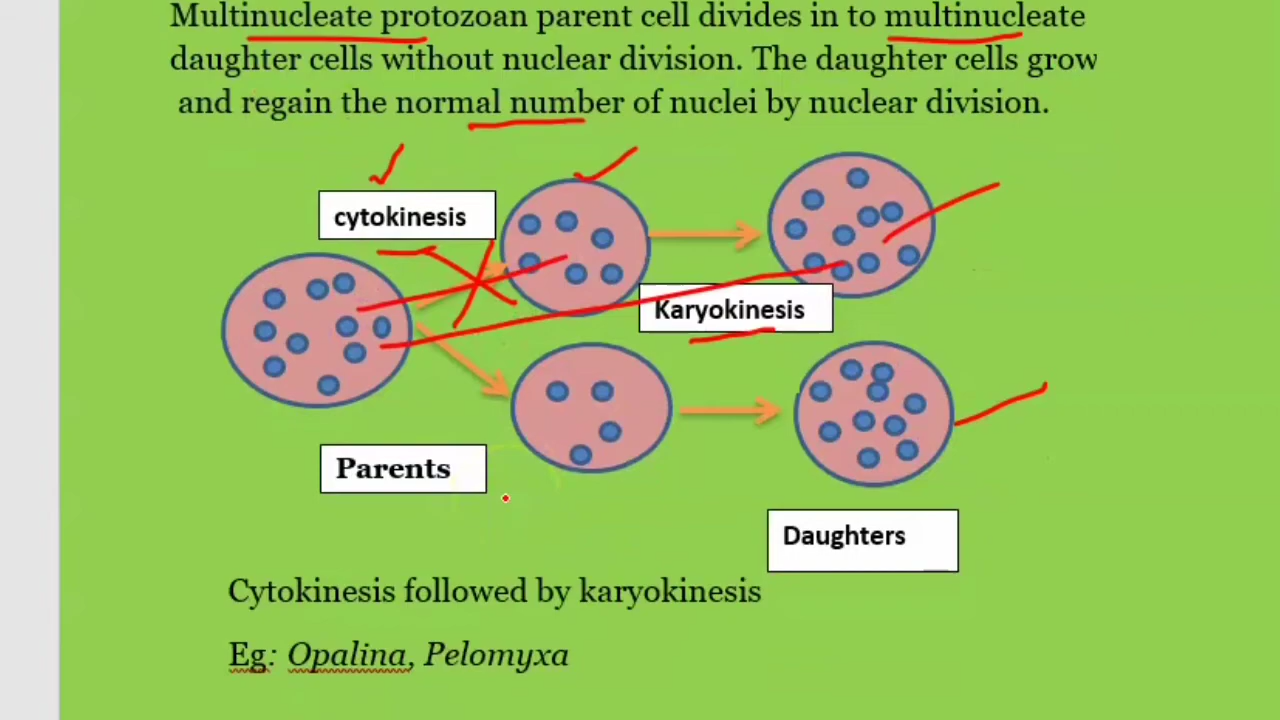 Multinucleate protozoan parent cell divides in to multinucleate
daughter cells without nuclear division. The daughter cells grow
and regain the normal number of nuclei by nuclear division.
cytokinesis
Karyokinesis
Parents
Daughters
Cytokinesis followed by karyokinesis
Eg: Opalina, Pelomyxa